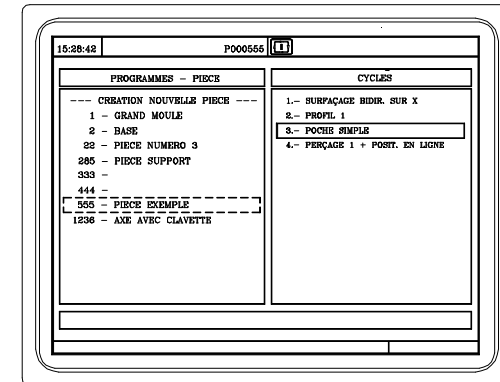 15:28:42 P000555
PROGRAMMES - PIECE
--- CREATION NOUVELLE PIECE ---
1 - GRAND MOULE
2 - BASE
22 - PIECE NUMERO 3
285 - PIECE SUPPORT
333 -
444 -
555 - PIECE EXEMPLE
1236 - AXE AVEC CLAVETTE
CYCLES
1.- SURFAÇAGE BIDIR. SUR X
2.- PROFIL 1
3.- POCHE SIMPLE
4.- PERÇAGE 1 + POSIT. EN LIGNE